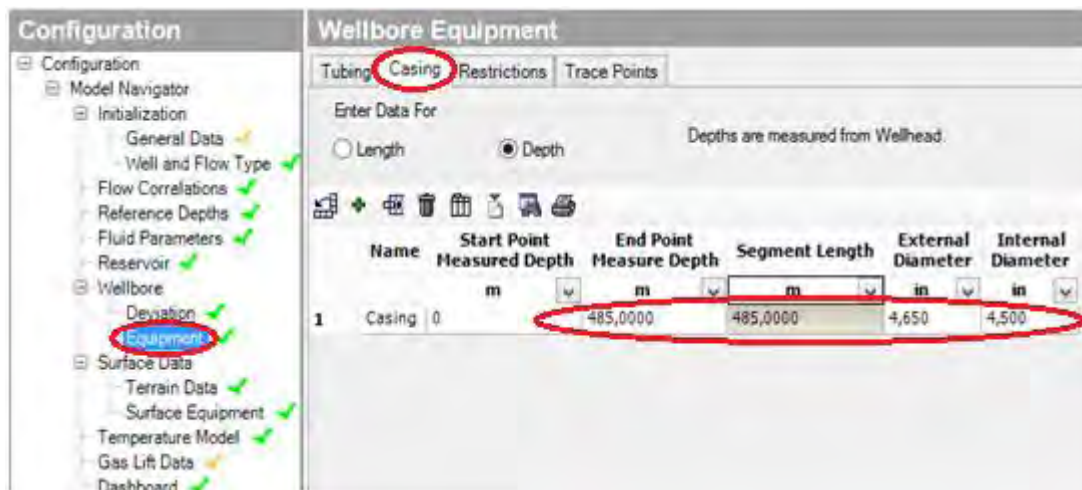 Configuration
Configuration
Model Navigator
Initialization
General Data
Well and Flow Type
Flow Correlations
Reference Depths
Fluid Parameters
Reservoir
Wellbore
Deviation
Equipment
Surface Data
Terrain Data
Surface Equipment
Temperature Model
Gas Lift Data
Dashboard
Wellbore Equipment
Tubing Casing Restrictions Trace Points
Enter Data For
Length Depth Depths are measured from Wellhead
Name Start Point Measured Depth End Point Measure Depth Segment Length External Diameter Internal Diameter
m m m in in
1 Casing 0 485,0000 485,0000 4,650 4,500